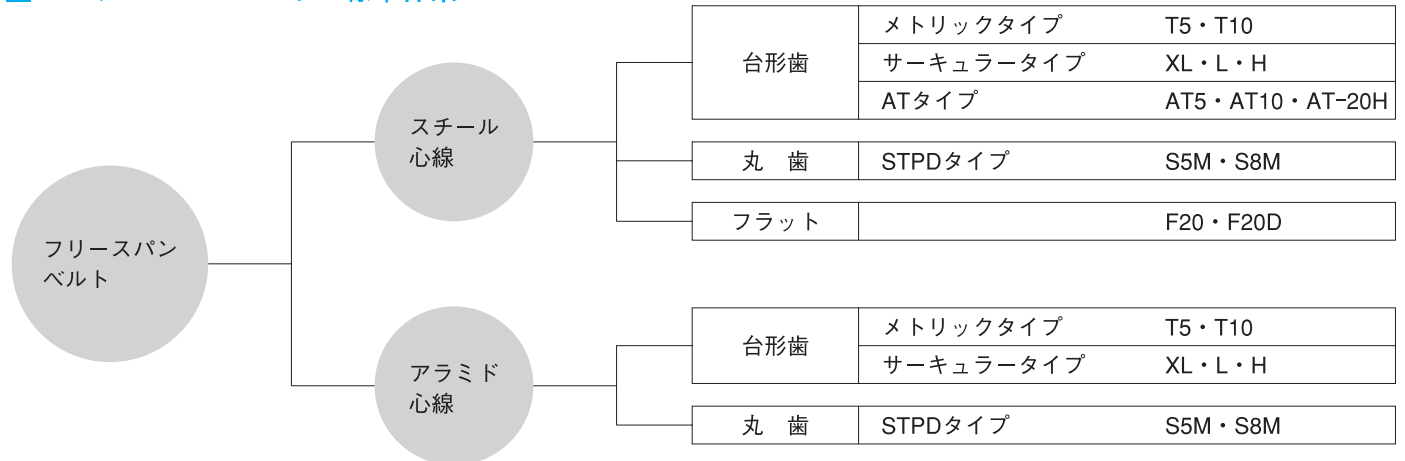 フリースパン
ベルト
スチール
心線
台形歯
メトリックタイプ T5・T10
サーキュラータイプ XL・L・H
ATタイプ AT5・AT10・AT-20H
丸 歯 STPDタイプ S5M・S8M
フラット F20・F20D
アラミド
心線
台形歯
メトリックタイプ T5・T10
サーキュラータイプ XL・L・H
丸 歯 STPDタイプ S5M・S8M